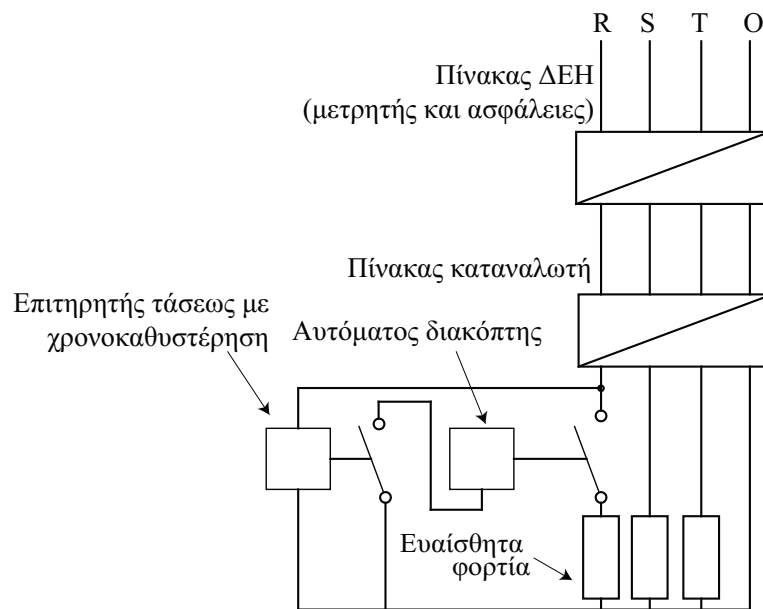 R S T O
Πίνακας ΔΕΗ
(μετρητής και ασφάλειες)
Πίνακας καταναλωτή
Επιτηρητής τάσεως με
χρονοκαθυστέρηση
Αυτόματος διακόπτης
Ευαίσθητα
φορτία